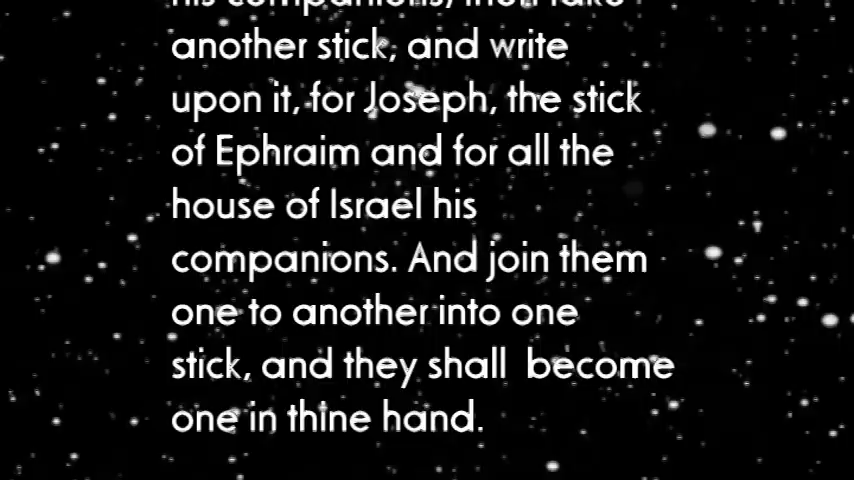 his companions, then take
another stick, and write
upon it, for Joseph, the stick
of Ephraim and for all the
house of Israel his
companions. And join them
one to another into one
stick, and they shall become
one in thine hand.